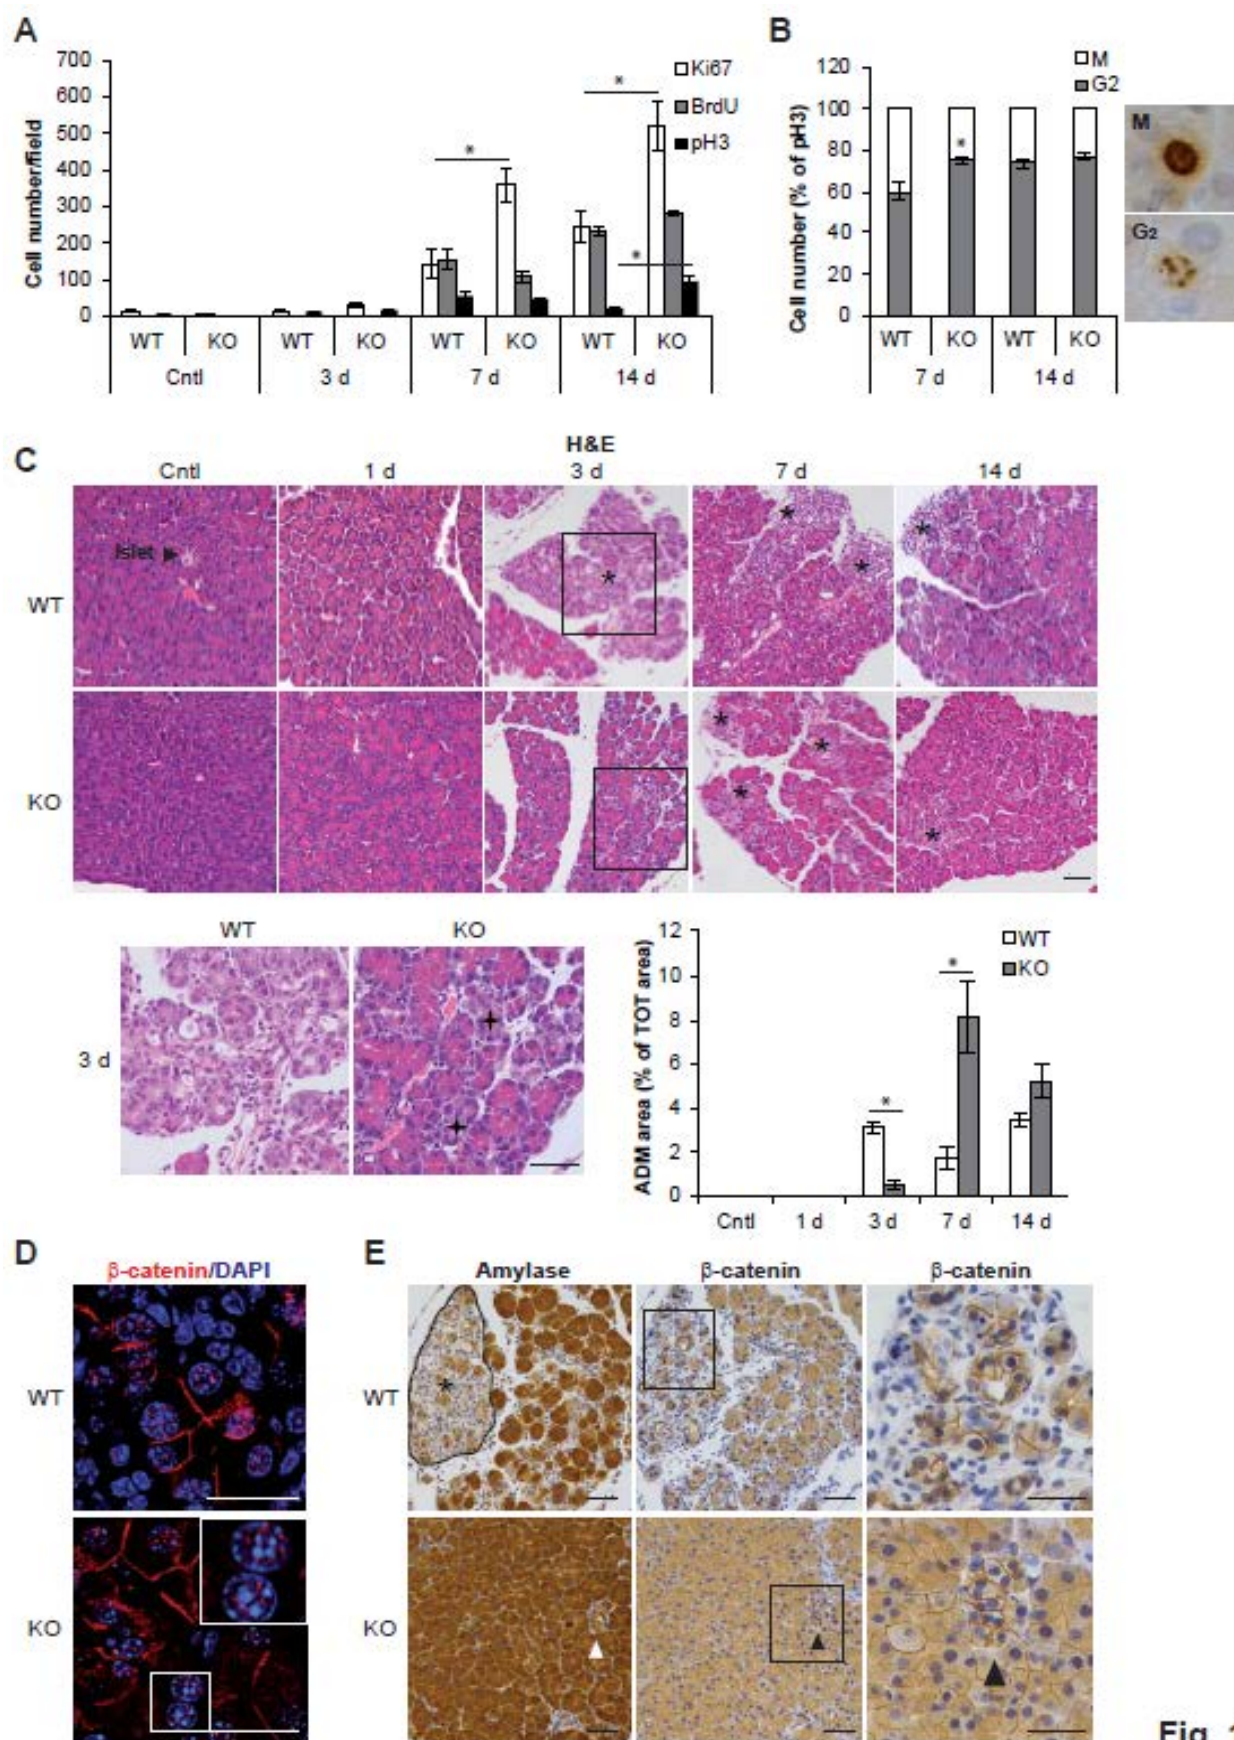 A
Cell number/field
700
600
500
400
300
200
100
0
Ki67
BrdU
pH3
*
*
*
WT KO WT KO WT KO WT KO
Cntl 3 d 7 d 14 d
B
Cell number (% of pH3)
120
100
80
60
40
20
0
M
G2
*
WT KO WT KO
7 d 14 d
M
G2
C
H&E
Cntl 1 d 3 d 7 d 14 d
Islet
WT
* * * *
KO
* * * *
WT KO
3 d
ADM area (% of TOT area)
12
10
8
6
4
2
0
WT
KO
*
*
Cntl 1 d 3 d 7 d 14 d
D
β-catenin/DAPI
WT
KO
E
Amylase β-catenin β-catenin
WT
*
KO
Fig.